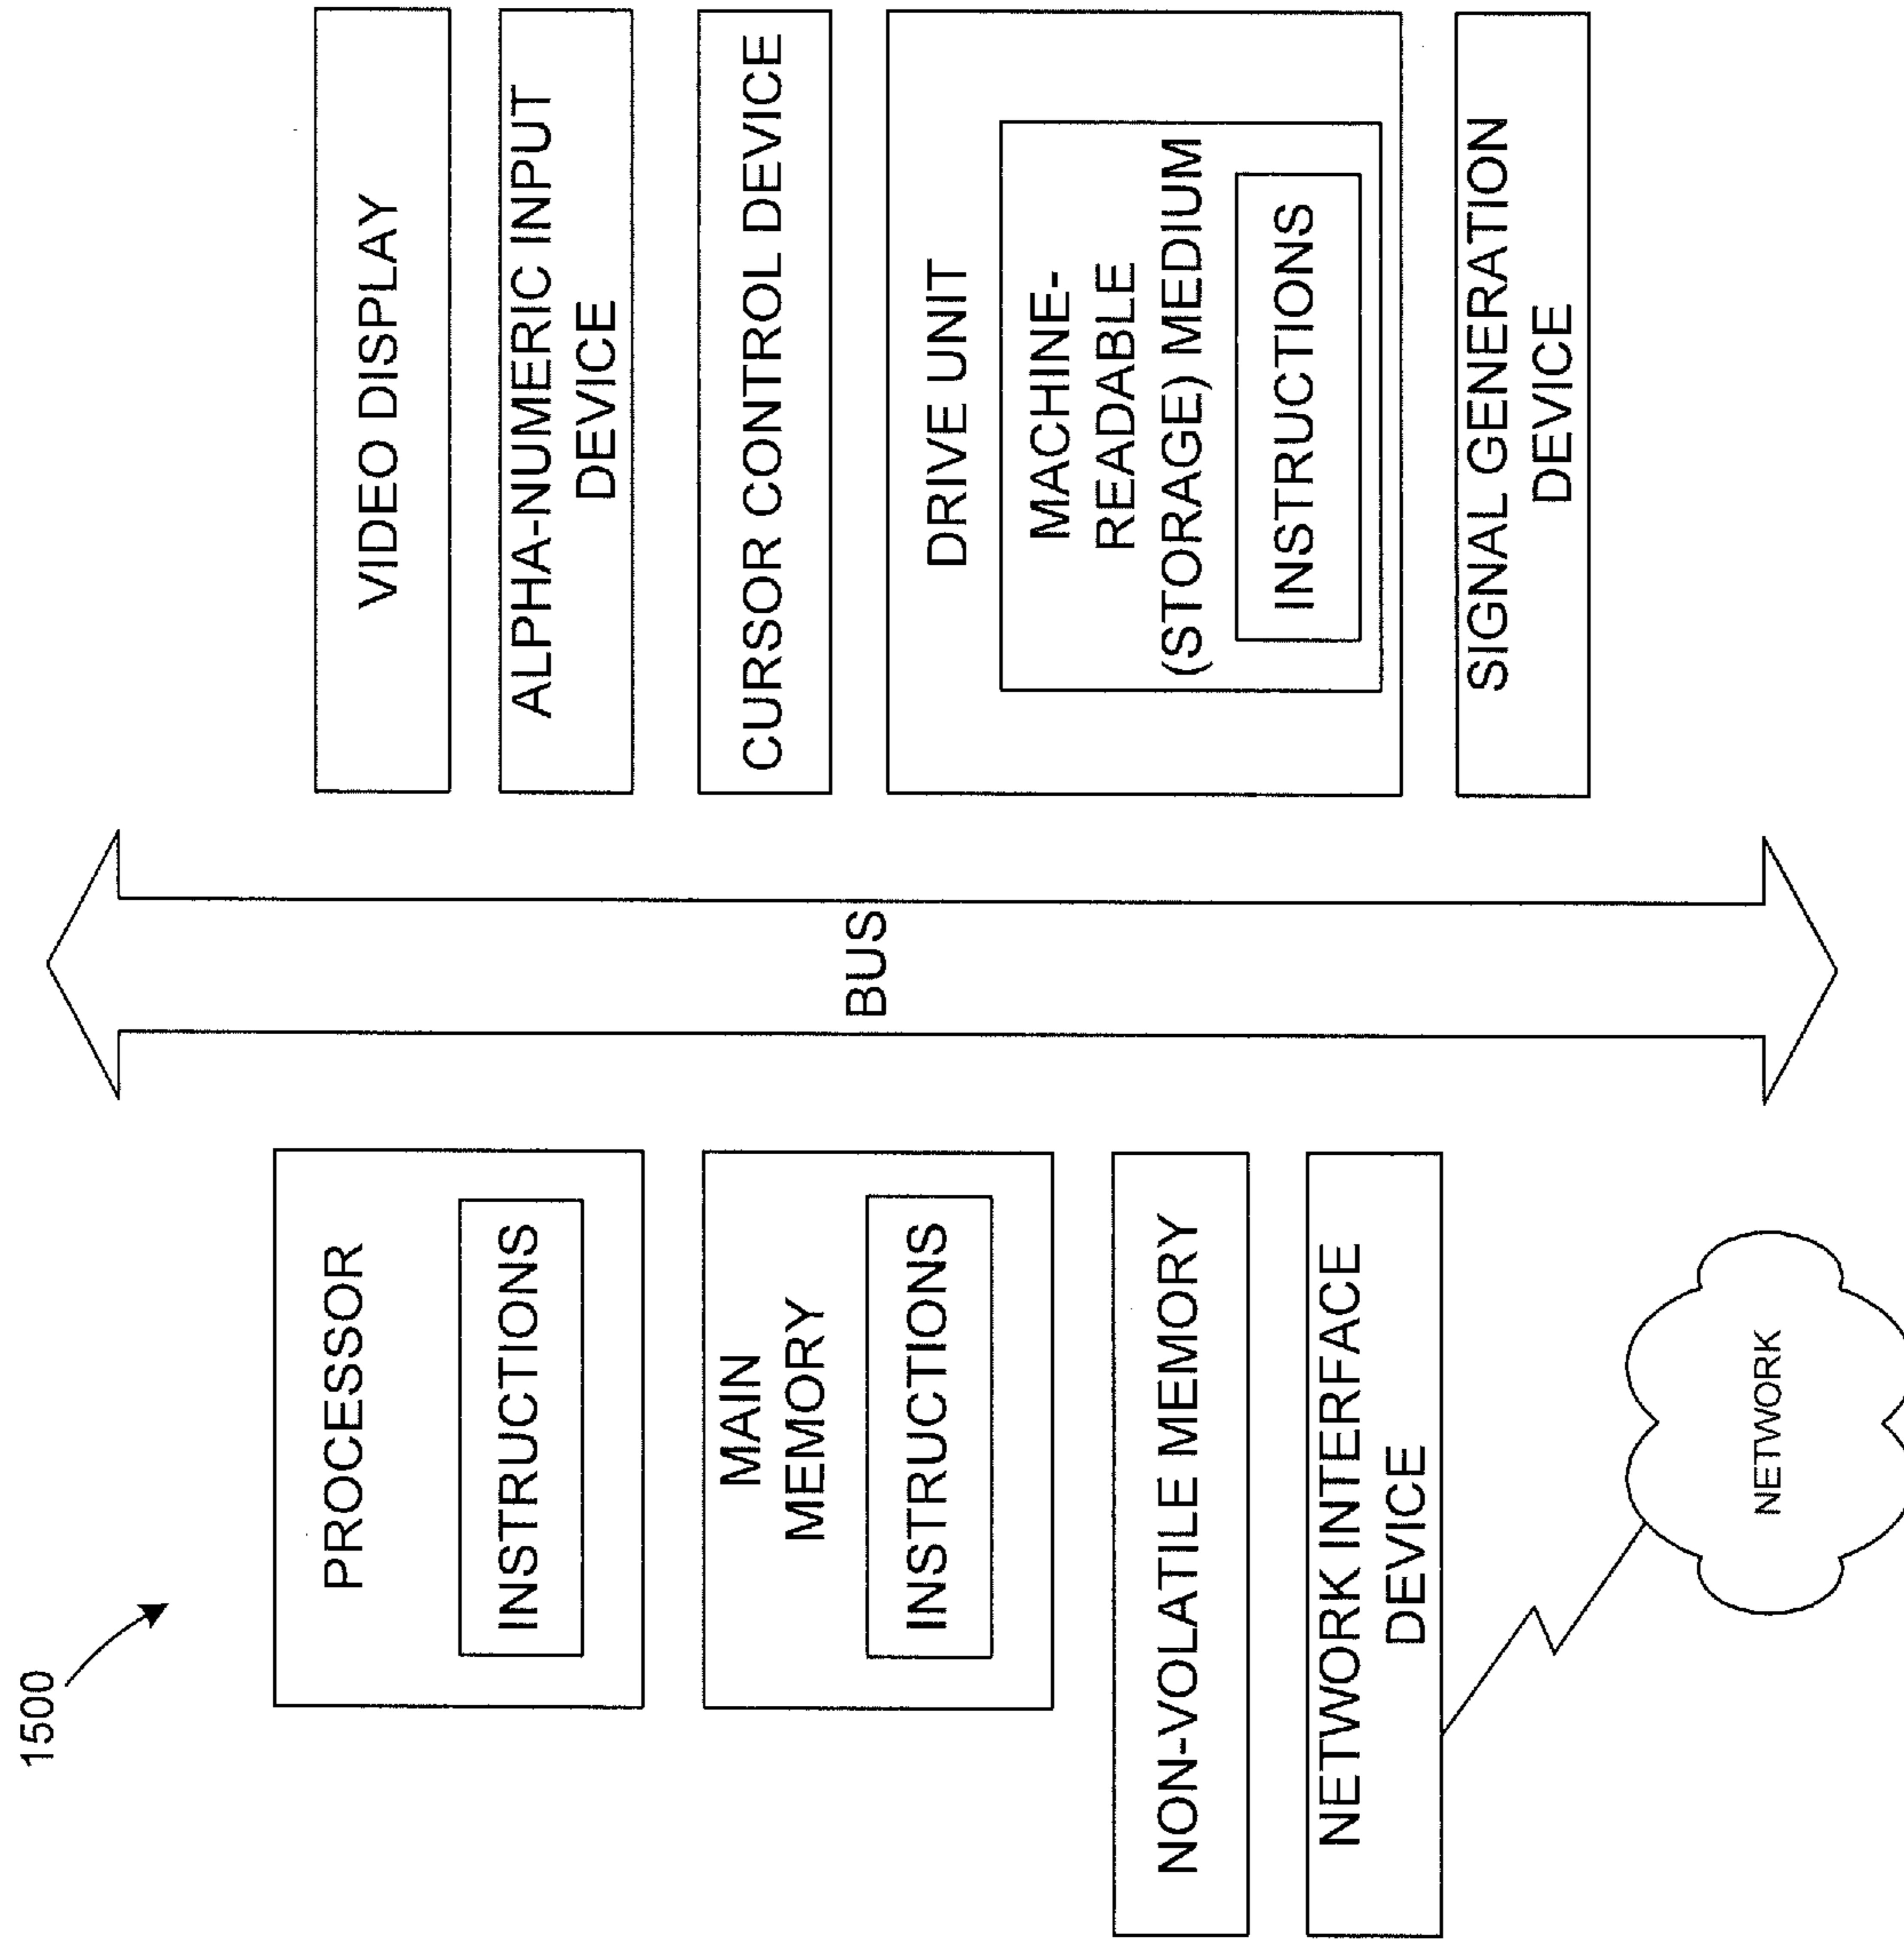 1500
PROCESSOR
INSTRUCTIONS
MAIN
MEMORY
INSTRUCTIONS
NON-VOLATILE MEMORY
NETWORK INTERFACE
DEVICE
NETWORK
BUS
VIDEO DISPLAY
ALPHA-NUMERIC INPUT
DEVICE
CURSOR CONTROL DEVICE
DRIVE UNIT
MACHINE-
READABLE
(STORAGE) MEDIUM
INSTRUCTIONS
SIGNAL GENERATION
DEVICE